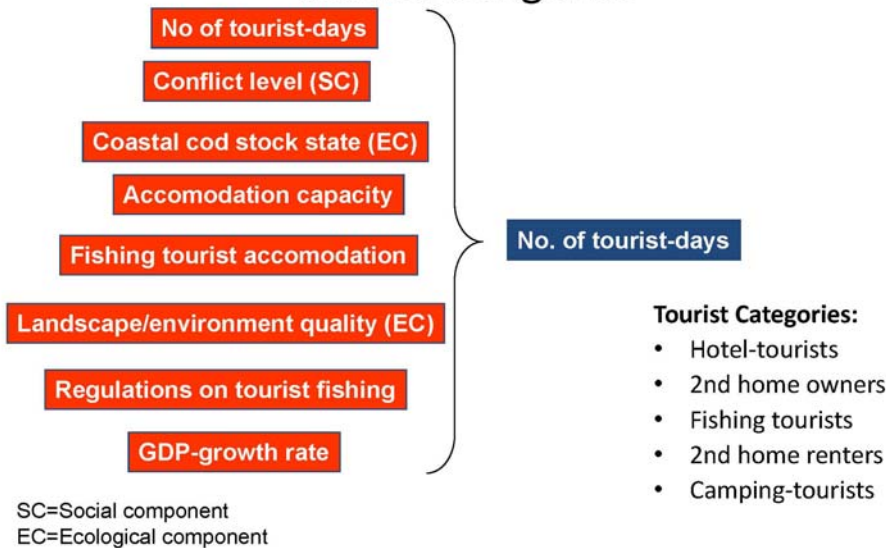 No of tourist-days
Conflict level (SC)
Coastal cod stock state (EC)
Accomodation capacity
Fishing tourist accomodation
Landscape/environment quality (EC)
Regulations on tourist fishing
GDP-growth rate
No. of tourist-days
Tourist Categories:
• Hotel-tourists
• 2nd home owners
• Fishing tourists
• 2nd home renters
• Camping-tourists
SC=Social component
EC=Ecological component